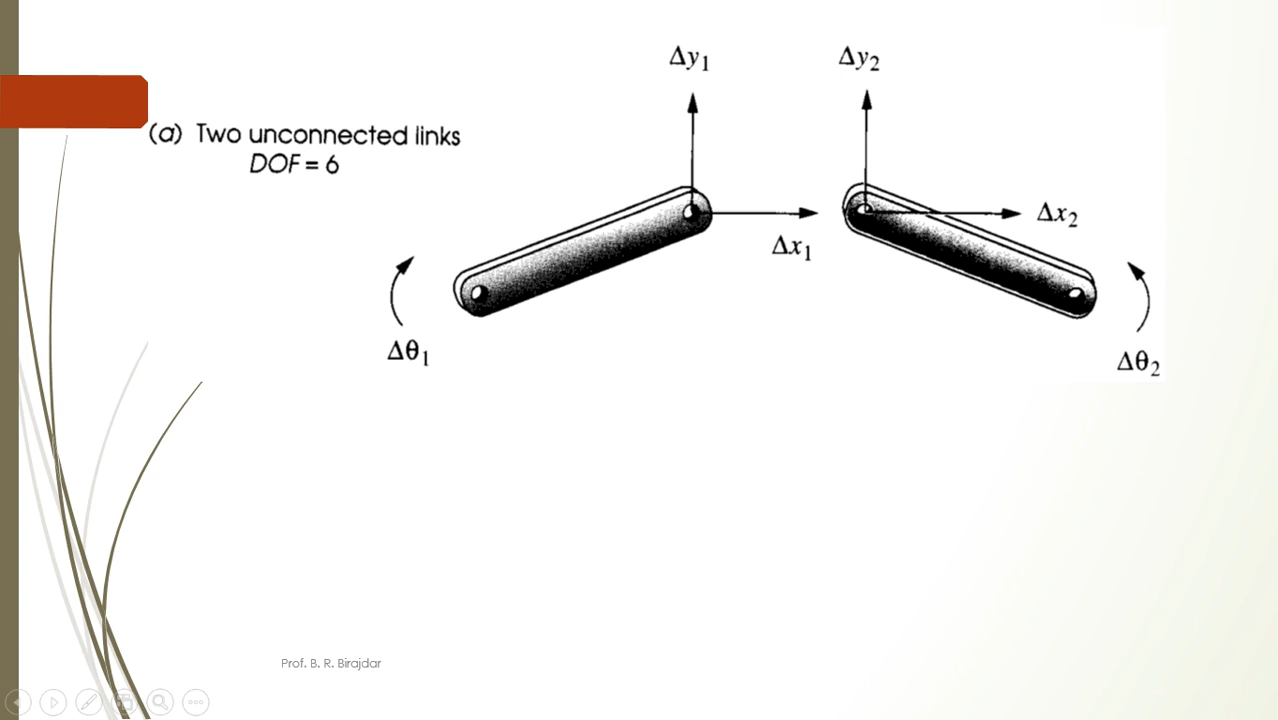 Δy₁
Δy₂
(a) Two unconnected links
DOF = 6
Δx₂
Δx₁
Δθ₁
Δθ₂
Prof. B. R. Birajdar